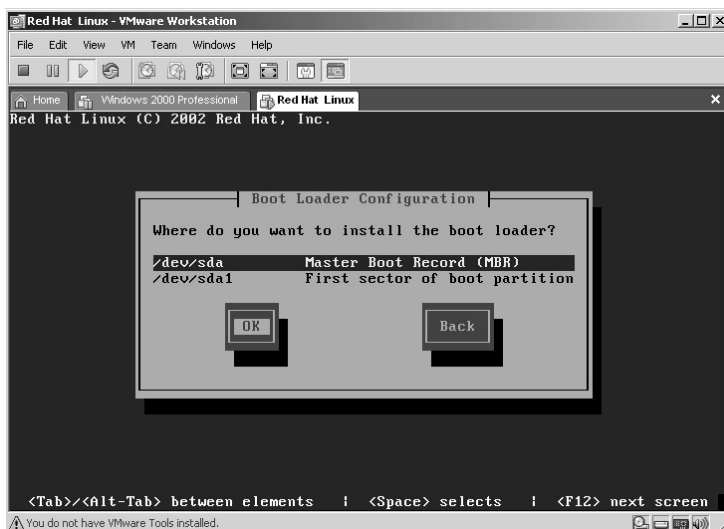 Red Hat Linux - VMware Workstation
File Edit View VM Team Windows Help
Home Windows 2000 Professional Red Hat Linux
Red Hat Linux (C) 2002 Red Hat, Inc.
Boot Loader Configuration
Where do you want to install the boot loader?
/dev/sda Master Boot Record (MBR)
/dev/sda1 First sector of boot partition
OK Back
<Tab>/<Alt-Tab> between elements | <Space> selects | <F12> next screen
You do not have VMware Tools installed.